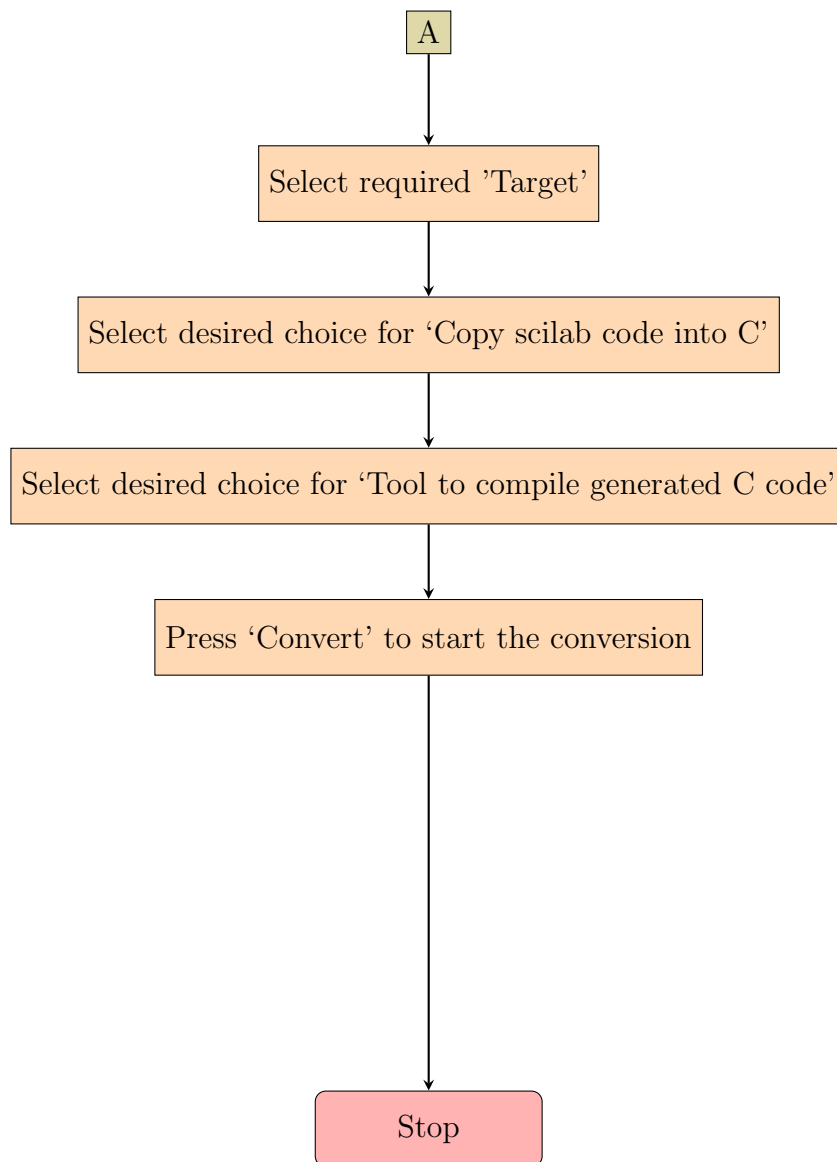 A
Select required ’Target’
Select desired choice for ‘Copy scilab code into C’
Select desired choice for ‘Tool to compile generated C code’
Press ‘Convert’ to start the conversion
Stop